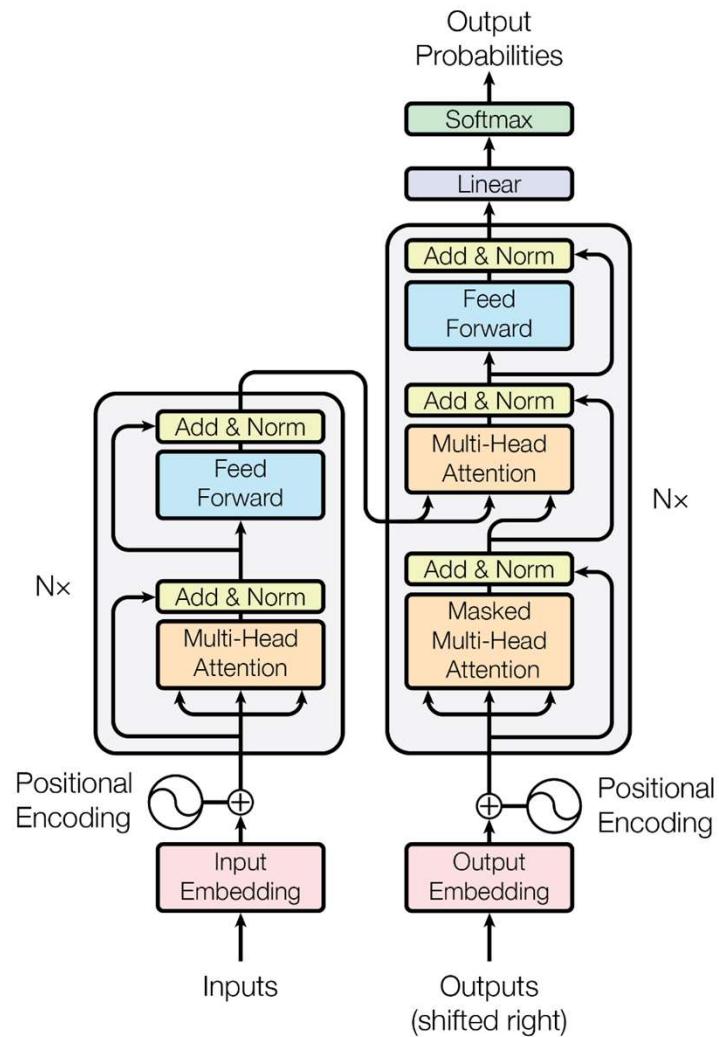 Output
Probabilities
Softmax
Linear
Add & Norm
Feed
Forward
Add & Norm
Multi-Head
Attention
Add & Norm
Masked
Multi-Head
Attention
Nx
Add & Norm
Feed
Forward
Add & Norm
Multi-Head
Attention
Nx
Positional
Encoding
Positional
Encoding
Input
Embedding
Output
Embedding
Inputs
Outputs
(shifted right)